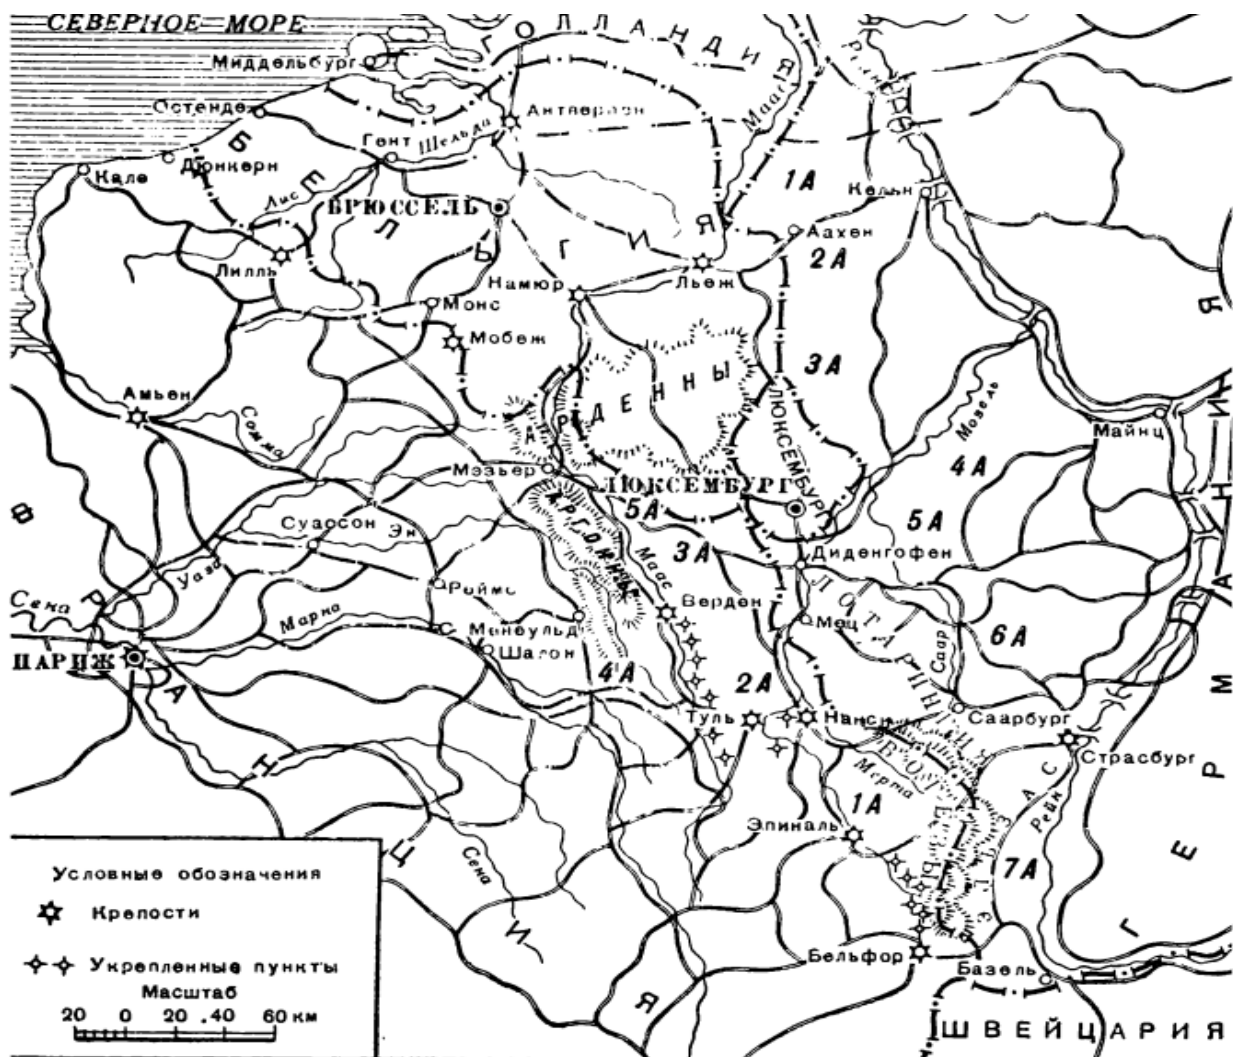 СЕВЕРНОЕ МОРЕ
ГОЛЛАНДИЯ
Миддельбург
Маас
Рейн
Остенде
Антверпен
Гент
Шельда
Дюнкерн
Кале
Лис
БРЮССЕЛЬ
БЕЛЬГИЯ
1А
Кельн
Аахен
2А
Лилль
Намюр
Льеж
Монс
Мобеж
3А
АРДЕННЫ
ЛЮКСЕМБУРГ
Амьен
Сомма
Мозель
Майнц
Мэзьер
4А
ЛЮКСЕМБУРГ
5А
5А
АРГОННЫ
Суассон
Эн
3А
Маас
Диденгофен
Уаза
Реймс
Верден
ЛОТАРИНГИЯ
Сена
Марна
С. Менеульд
Мец
Саар
6А
ПАРИЖ
Шалон
4А
2А
Туль
Нанси
Саарбург
Страсбург
ВОГЕЗЫ
Мерта
1А
ЭЛЬЗАС
Рейн
Эпиналь
7А
Сена
ФРАНЦИЯ
ГЕРМАНИЯ
Бельфор
Базель
ШВЕЙЦАРИЯ
Условные обозначения
Крепости
Укрепленные пункты
Масштаб
20 0 20 .40 60 км